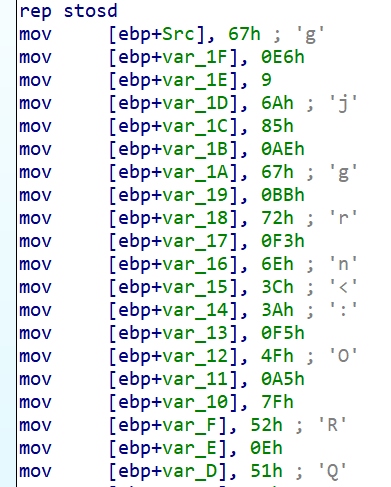 rep stosd
mov [ebp+Src], 67h ; 'g'
mov [ebp+var_1F], 0E6h
mov [ebp+var_1E], 9
mov [ebp+var_1D], 6Ah ; 'j'
mov [ebp+var_1C], 85h
mov [ebp+var_1B], 0AEh
mov [ebp+var_1A], 67h ; 'g'
mov [ebp+var_19], 0BBh
mov [ebp+var_18], 72h ; 'r'
mov [ebp+var_17], 0F3h
mov [ebp+var_16], 6Eh ; 'n'
mov [ebp+var_15], 3Ch ; '<'
mov [ebp+var_14], 3Ah ; ':'
mov [ebp+var_13], 0F5h
mov [ebp+var_12], 4Fh ; 'O'
mov [ebp+var_11], 0A5h
mov [ebp+var_10], 7Fh
mov [ebp+var_F], 52h ; 'R'
mov [ebp+var_E], 0Eh
mov [ebp+var_D], 51h ; 'Q'